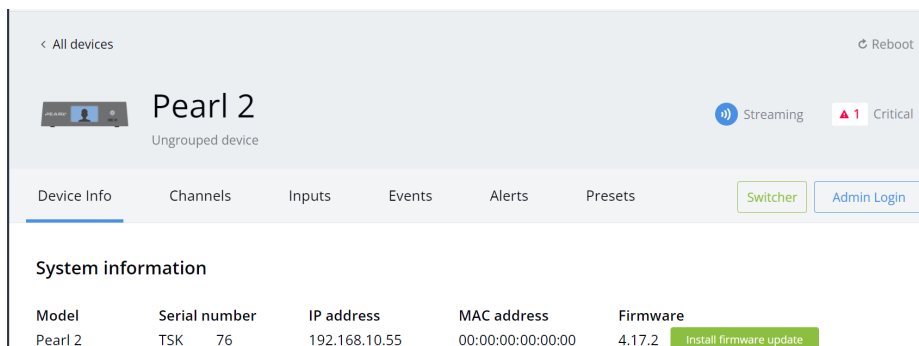 < All devices
Reboot
Pearl 2
Ungrouped device
Streaming
1 Critical
Device Info Channels Inputs Events Alerts Presets Switcher Admin Login
System information
Model Serial number IP address MAC address Firmware
Pearl 2 TSK 76 192.168.10.55 00:00:00:00:00:00 4.17.2 Install firmware update